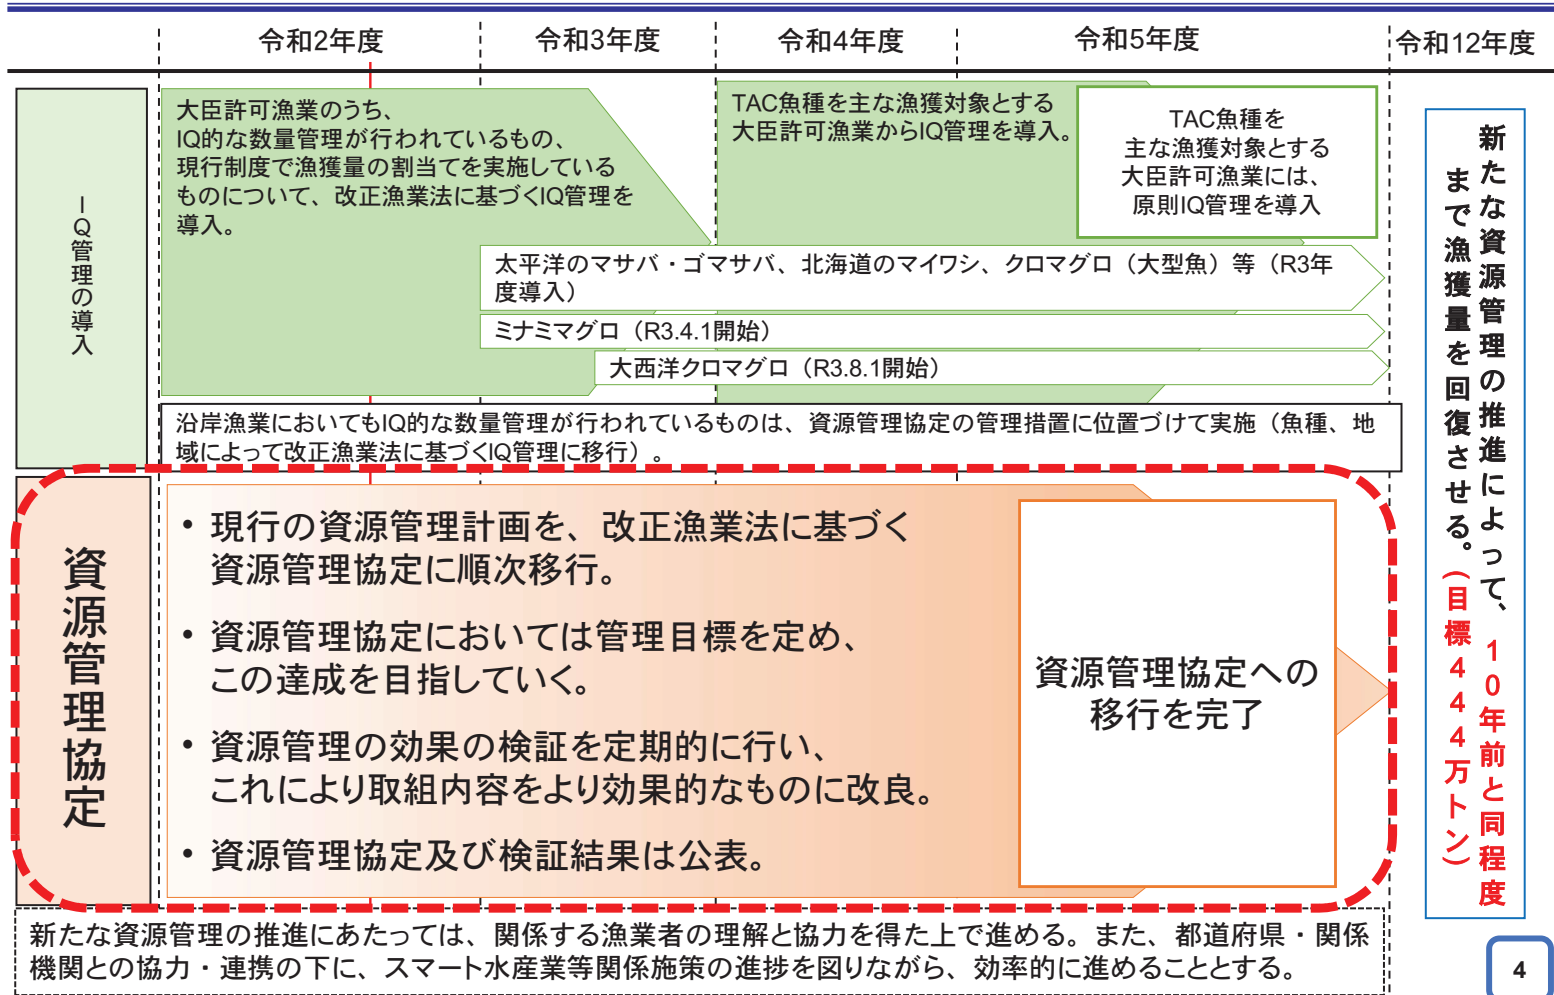 令和2年度
令和3年度
令和4年度
令和5年度
令和12年度
IQ管理の導入
大臣許可漁業のうち、
IQ的な数量管理が行われているもの、
現行制度で漁獲量の割当てを実施している
ものについて、改正漁業法に基づくIQ管理を
導入。
TAC魚種を主な漁獲対象とする
大臣許可漁業からIQ管理を導入。
TAC魚種を
主な漁獲対象とする
大臣許可漁業には、
原則IQ管理を導入
太平洋のマサバ・ゴマサバ、北海道のマイワシ、クロマグロ（大型魚）等（R3年
度導入）
ミナミマグロ（R3.4.1開始）
大西洋クロマグロ（R3.8.1開始）
沿岸漁業においてもIQ的な数量管理が行われているものは、資源管理協定の管理措置に位置づけて実施（魚種、地
域によって改正漁業法に基づくIQ管理に移行）。
資源管理協定
• 現行の資源管理計画を、改正漁業法に基づく
資源管理協定に順次移行。
• 資源管理協定においては管理目標を定め、
この達成を目指していく。
• 資源管理の効果の検証を定期的に行い、
これにより取組内容をより効果的なものに改良。
• 資源管理協定及び検証結果は公表。
資源管理協定への
移行を完了
新たな資源管理の推進によって、１０年前と同程度
まで漁獲量を回復させる。（目標４４４万トン）
新たな資源管理の推進にあたっては、関係する漁業者の理解と協力を得た上で進める。また、都道府県・関係
機関との協力・連携の下に、スマート水産業等関係施策の進捗を図りながら、効率的に進めることとする。
4